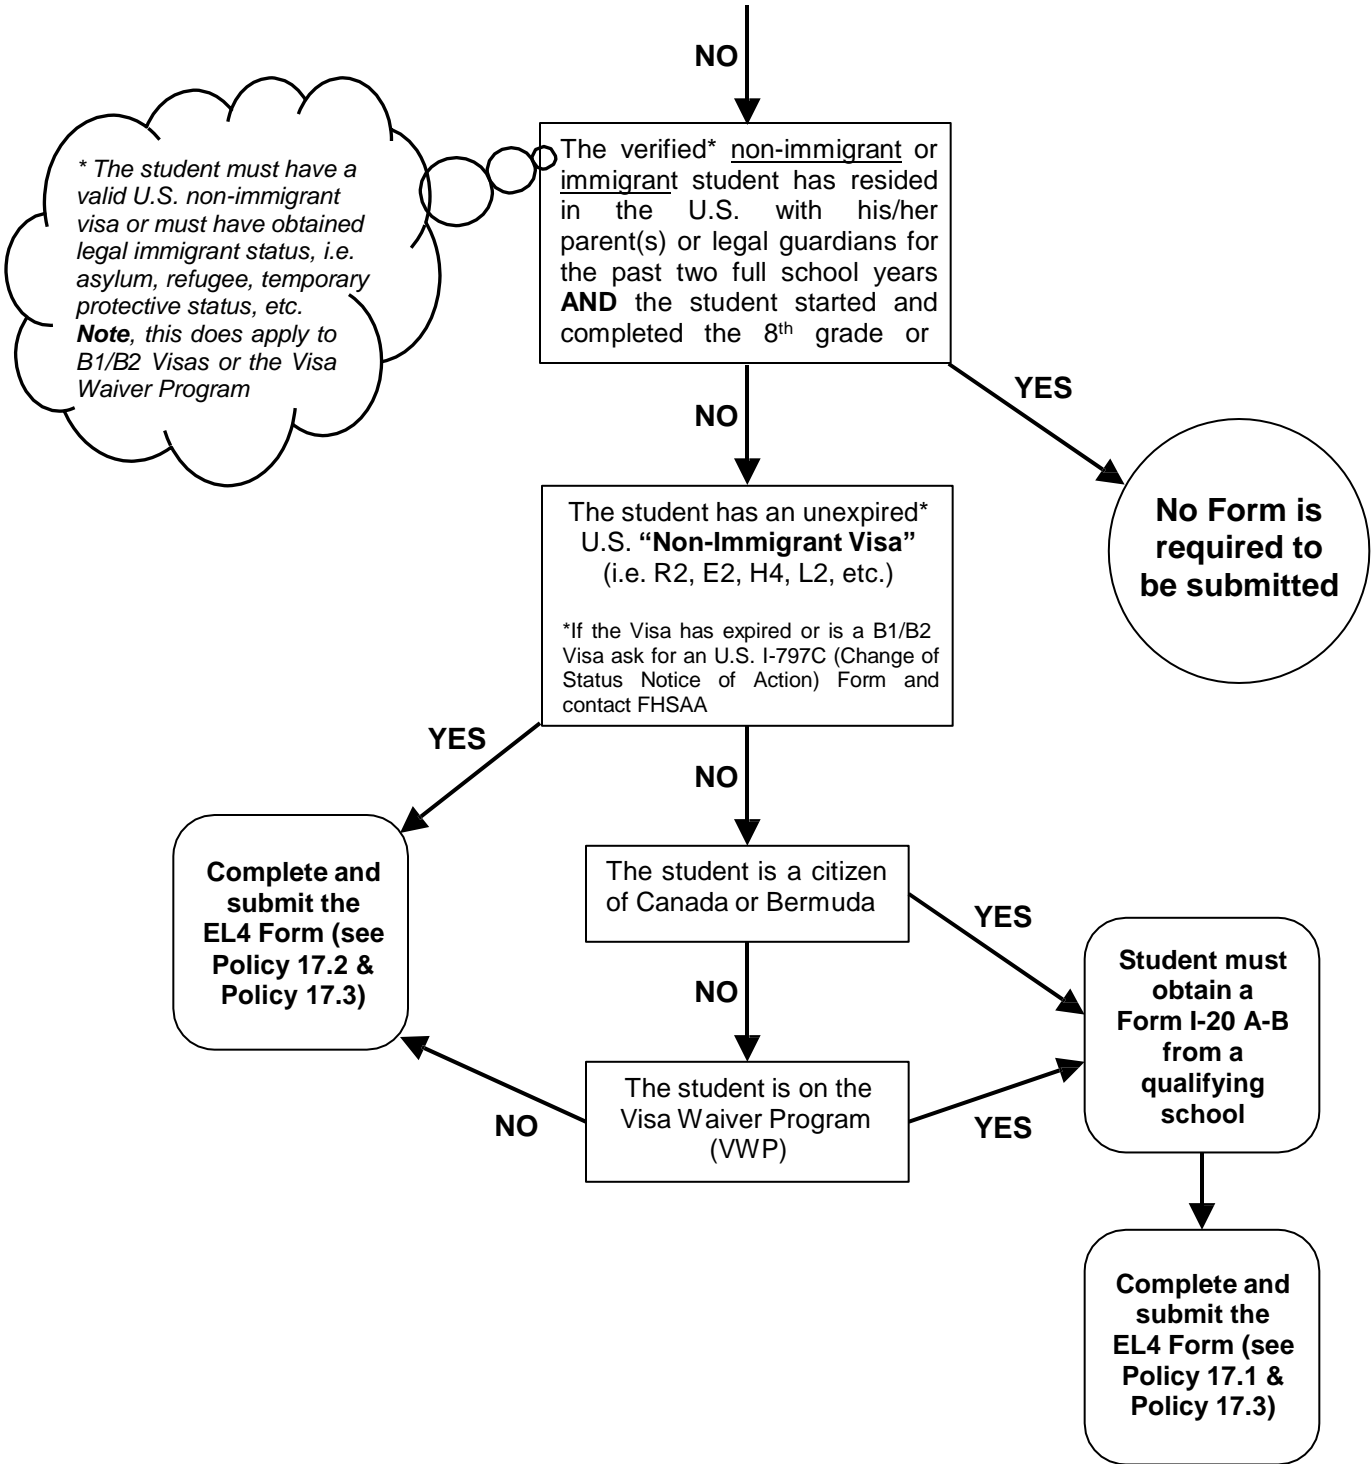 NO
* The student must have a
valid U.S. non-immigrant
visa or must have obtained
legal immigrant status, i.e.
asylum, refugee, temporary
protective status, etc.
Note, this does apply to
B1/B2 Visas or the Visa
Waiver Program
The verified* non-immigrant or
immigrant student has resided
in the U.S. with his/her
parent(s) or legal guardians for
the past two full school years
AND the student started and
completed the 8th grade or
NO
YES
No Form is
required to
be submitted
The student has an unexpired*
U.S. “Non-Immigrant Visa”
(i.e. R2, E2, H4, L2, etc.)
*If the Visa has expired or is a B1/B2
Visa ask for an U.S. I-797C (Change of
Status Notice of Action) Form and
contact FHSAA
YES
NO
Complete and
submit the
EL4 Form (see
Policy 17.2 &
Policy 17.3)
The student is a citizen
of Canada or Bermuda
YES
NO
Student must
obtain a
Form I-20 A-B
from a
qualifying
school
The student is on the
Visa Waiver Program
(VWP)
NO
YES
Complete and
submit the
EL4 Form (see
Policy 17.1 &
Policy 17.3)